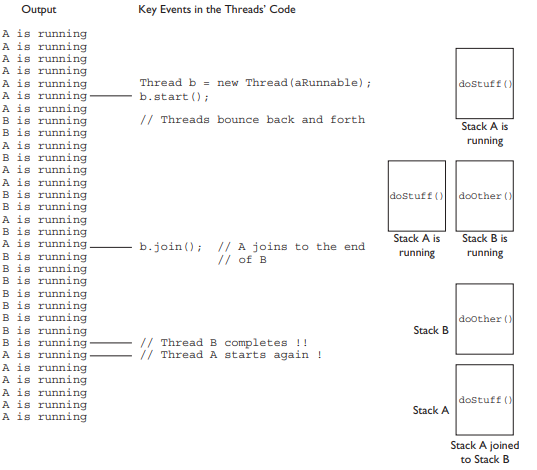 Output
Key Events in the Threads' Code
A is running
A is running
A is running
A is running
A is running
Thread b = new Thread(aRunnable);
A is running
b.start();
A is running
B is running
// Threads bounce back and forth
B is running
A is running
B is running
A is running
A is running
B is running
B is running
A is running
B is running
A is running
b.join(); // A joins to the end
B is running
// of B
B is running
B is running
B is running
B is running
B is running
B is running
B is running
// Thread B completes !!
A is running
// Thread A starts again !
A is running
A is running
A is running
A is running
A is running
doStuff()
Stack A is
running
doStuff()
doOther()
Stack A is
running
Stack B is
running
doOther()
Stack B
doStuff()
Stack A
Stack A joined
to Stack B